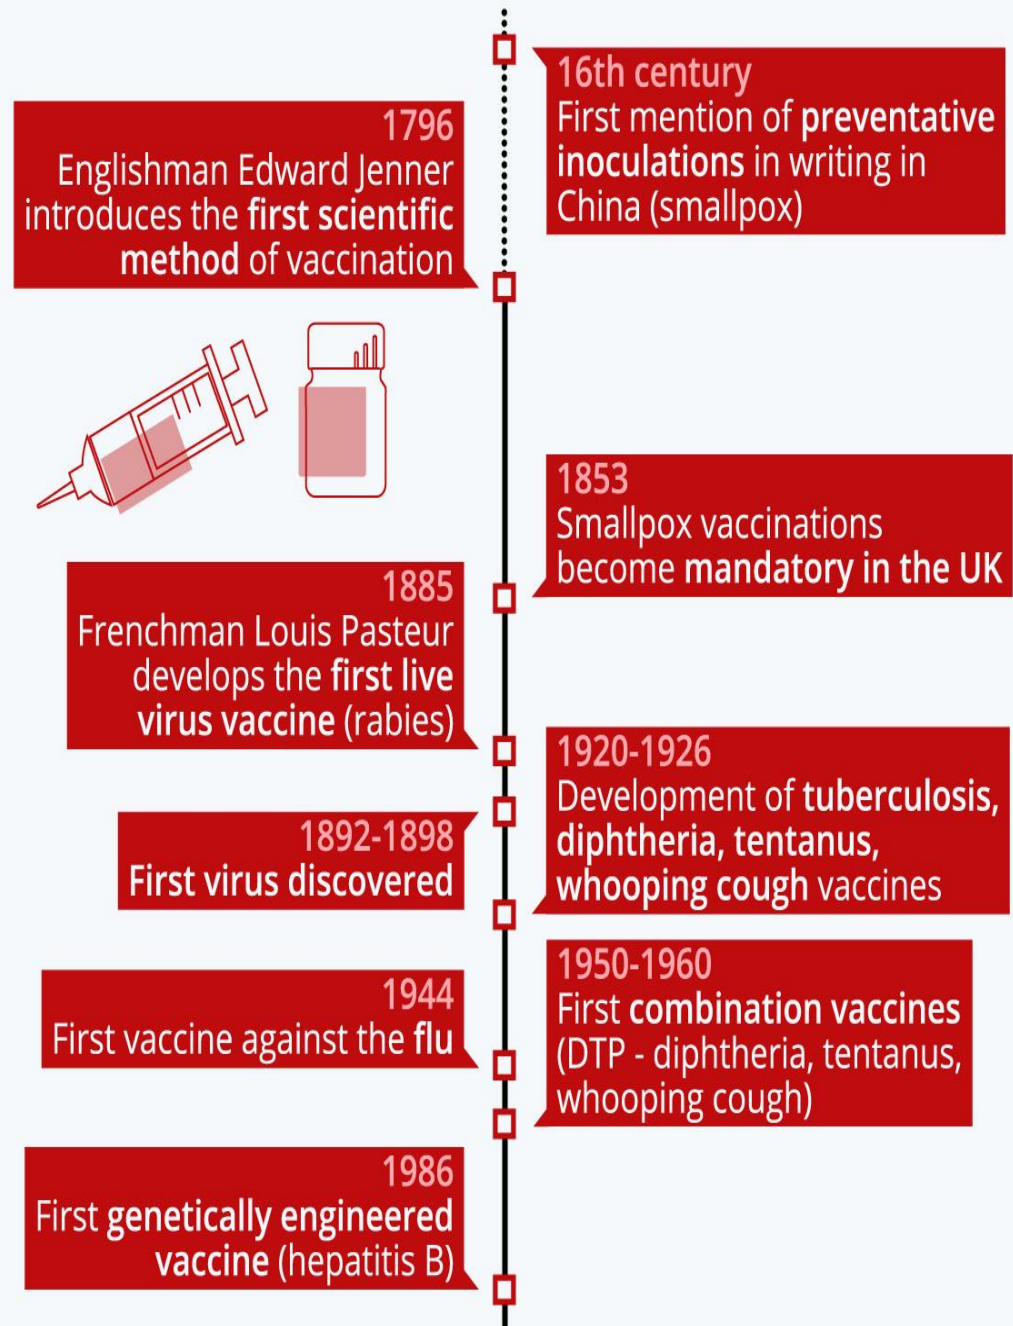 16th century
First mention of preventative
inoculations in writing in
China (smallpox)
1796
Englishman Edward Jenner
introduces the first scientific
method of vaccination
1853
Smallpox vaccinations
become mandatory in the UK
1885
Frenchman Louis Pasteur
develops the first live
virus vaccine (rabies)
1892-1898
First virus discovered
1920-1926
Development of tuberculosis,
diphtheria, tentanus,
whooping cough vaccines
1944
First vaccine against the flu
1950-1960
First combination vaccines
(DTP - diphtheria, tentanus,
whooping cough)
1986
First genetically engineered
vaccine (hepatitis B)